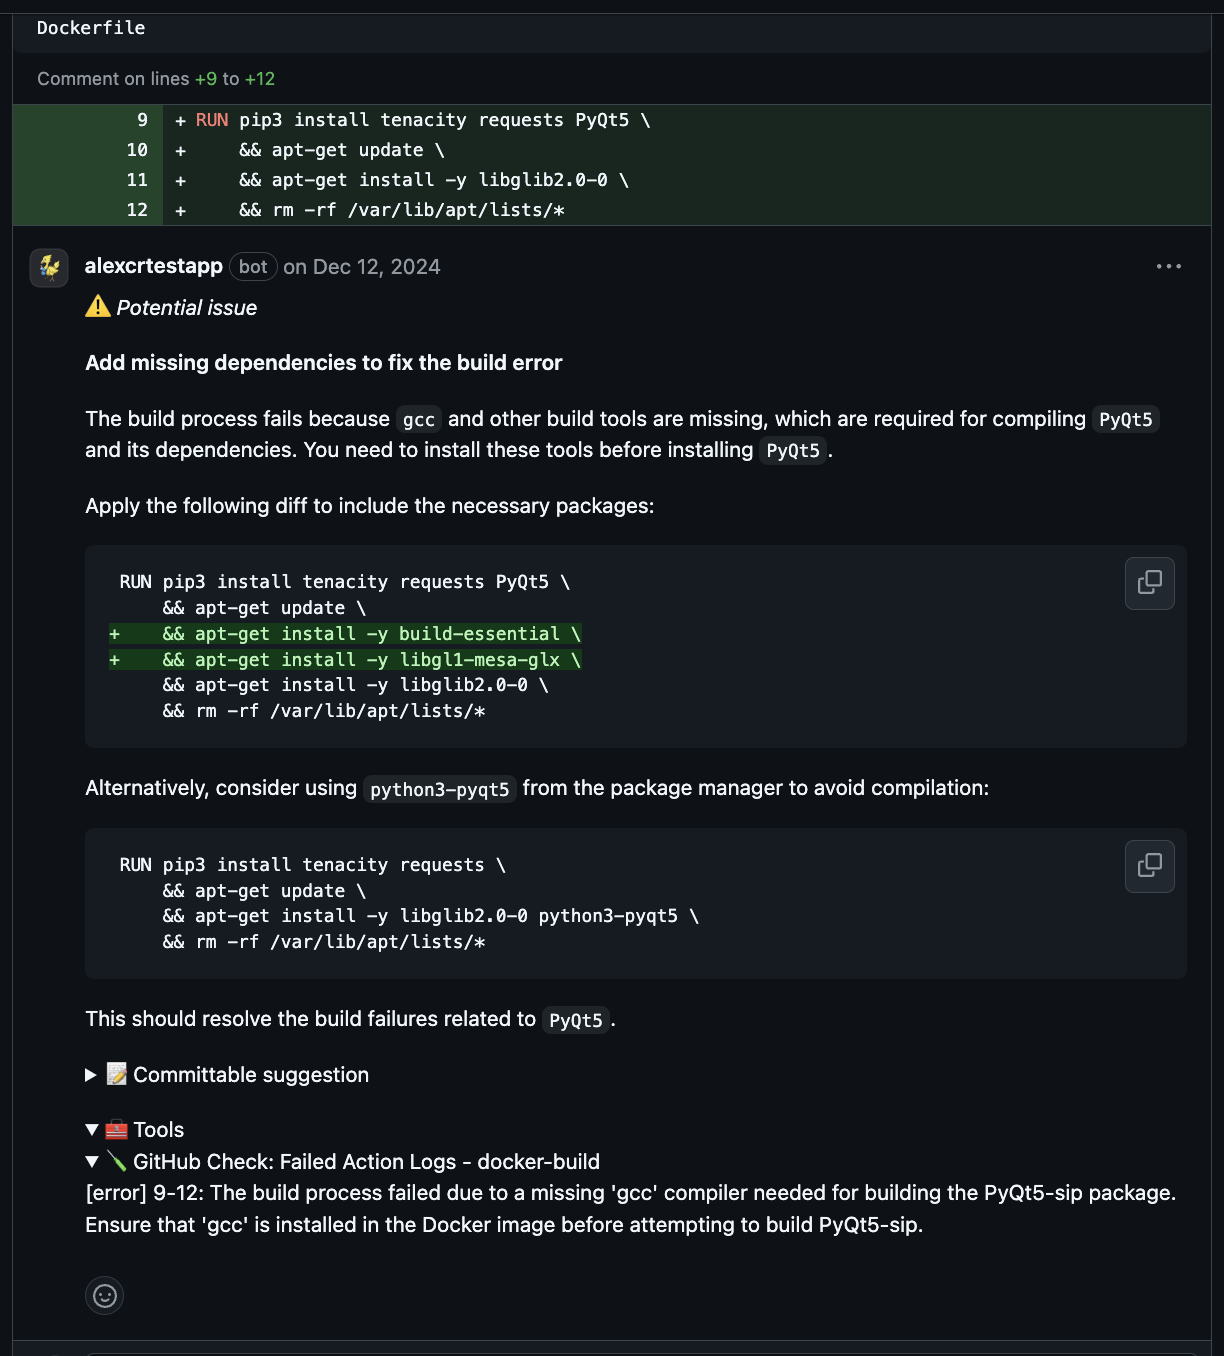 Dockerfile
Comment on lines +9 to +12
9 + RUN pip3 install tenacity requests PyQt5 \
10 +     && apt-get update \
11 +     && apt-get install -y libglib2.0-0 \
12 +     && rm -rf /var/lib/apt/lists/*
alexcrtestapp bot on Dec 12, 2024
⚠️ Potential issue
Add missing dependencies to fix the build error
The build process fails because gcc and other build tools are missing, which are required for compiling PyQt5
and its dependencies. You need to install these tools before installing PyQt5.
Apply the following diff to include the necessary packages:
RUN pip3 install tenacity requests PyQt5 \
    && apt-get update \
+    && apt-get install -y build-essential \
+    && apt-get install -y libgl1-mesa-glx \
    && apt-get install -y libglib2.0-0 \
    && rm -rf /var/lib/apt/lists/*
Alternatively, consider using python3-pyqt5 from the package manager to avoid compilation:
RUN pip3 install tenacity requests \
    && apt-get update \
    && apt-get install -y libglib2.0-0 python3-pyqt5 \
    && rm -rf /var/lib/apt/lists/*
This should resolve the build failures related to PyQt5.
▶ 📝 Committable suggestion
▼ 🧰 Tools
▼ 🪛 GitHub Check: Failed Action Logs - docker-build
[error] 9-12: The build process failed due to a missing 'gcc' compiler needed for building the PyQt5-sip package.
Ensure that 'gcc' is installed in the Docker image before attempting to build PyQt5-sip.